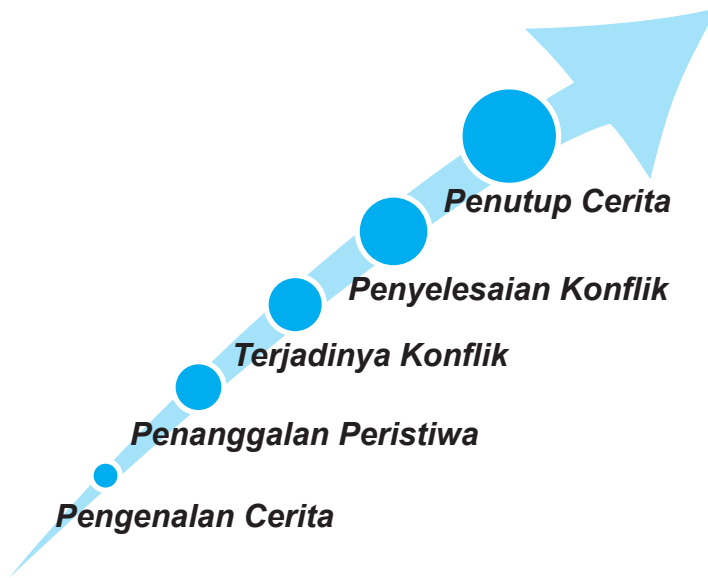 Penutup Cerita
Penyelesaian Konflik
Terjadinya Konflik
Penanggalan Peristiwa
Pengenalan Cerita